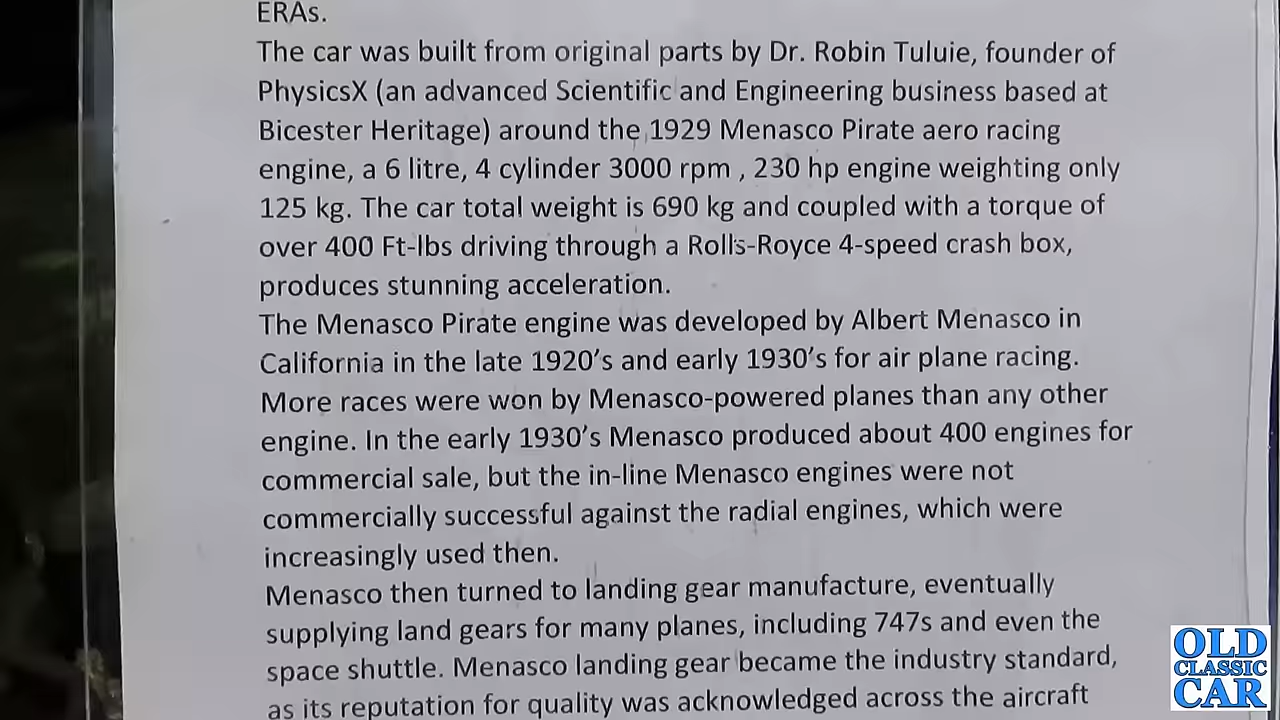 ERAs.
The car was built from original parts by Dr. Robin Tuluie, founder of
PhysicsX (an advanced Scientific and Engineering business based at
Bicester Heritage) around the 1929 Menasco Pirate aero racing
engine, a 6 litre, 4 cylinder 3000 rpm , 230 hp engine weighting only
125 kg. The car total weight is 690 kg and coupled with a torque of
over 400 Ft-lbs driving through a Rolls-Royce 4-speed crash box,
produces stunning acceleration.
The Menasco Pirate engine was developed by Albert Menasco in
California in the late 1920's and early 1930's for air plane racing.
More races were won by Menasco-powered planes than any other
engine. In the early 1930's Menasco produced about 400 engines for
commercial sale, but the in-line Menasco engines were not
commercially successful against the radial engines, which were
increasingly used then.
Menasco then turned to landing gear manufacture, eventually
supplying land gears for many planes, including 747s and even the
space shuttle. Menasco landing gear became the industry standard,
as its reputation for quality was acknowledged across the aircraft
OLD
CLASSIC
CAR